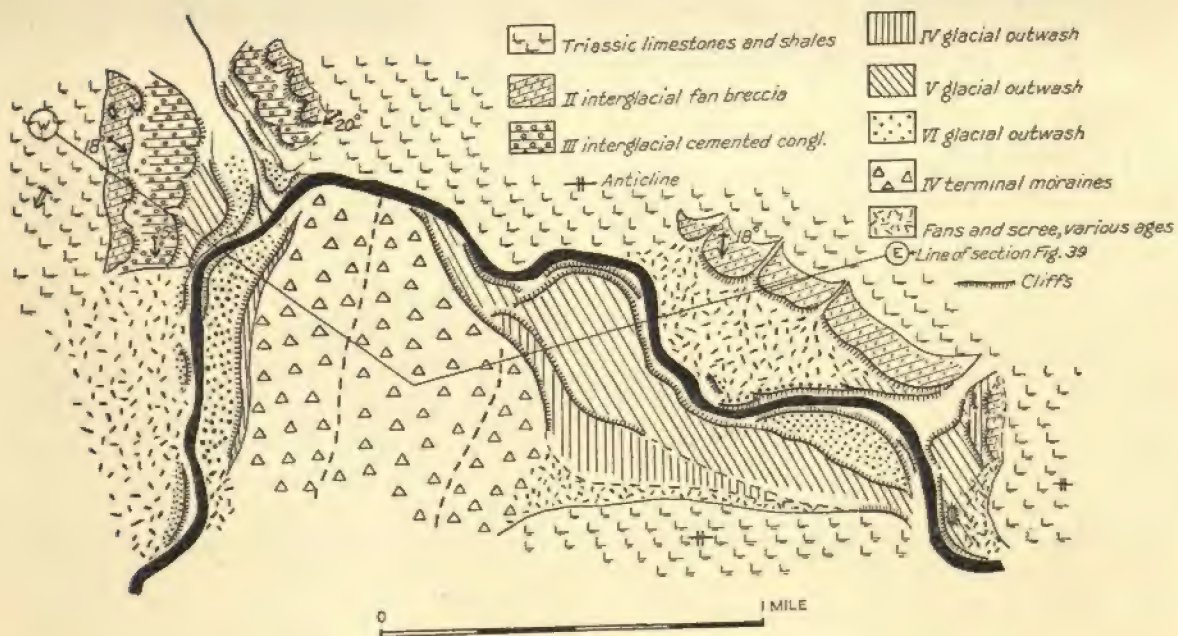 Triassic limestones and shales
II interglacial fan breccia
III interglacial cemented congl.
Anticline
IV glacial outwash
V glacial outwash
VI glacial outwash
IV terminal moraines
Fans and scree, various ages
E Line of section Fig. 39
Cliffs
W
18°
20°
18°
0
1 MILE